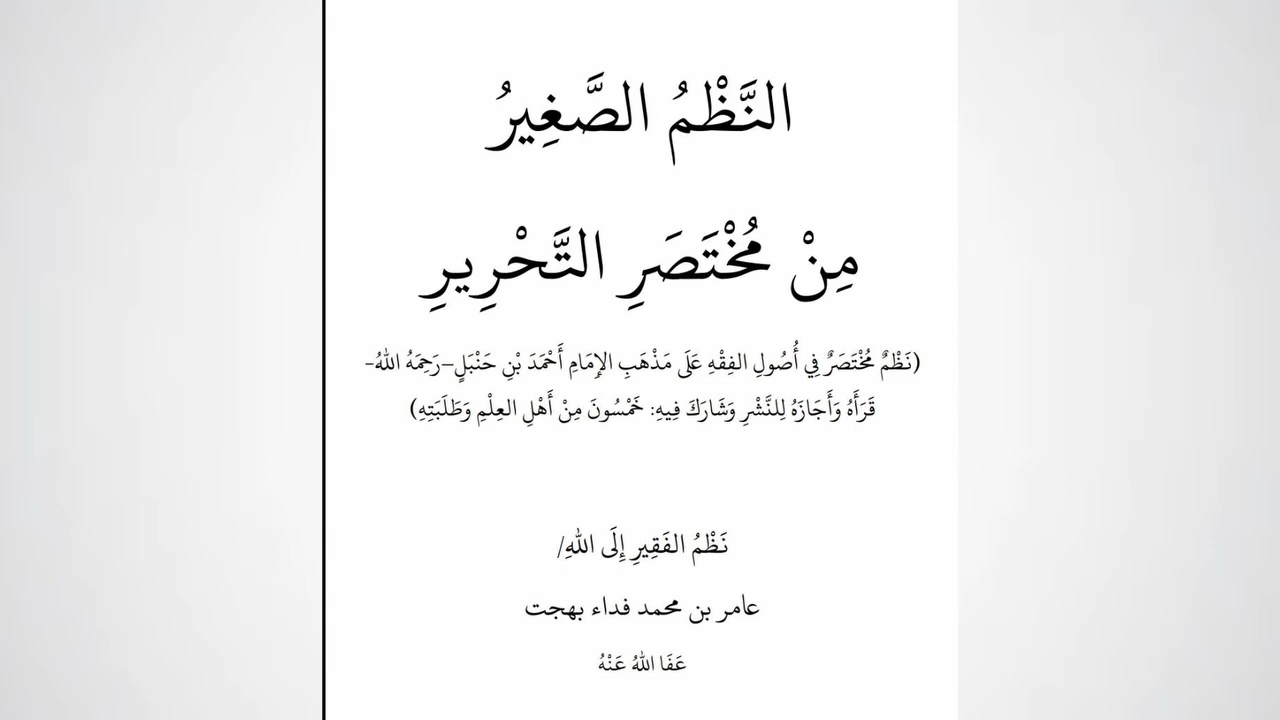 النَّظْمُ الصَّغِيرُ
مِنْ مُخْتَصَرِ التَّحْرِيرِ
(نَظْمٌ مُخْتَصَرٌ فِي أُصُولِ الفِقْهِ عَلَى مَذْهَبِ الإِمَامِ أَحْمَدَ بْنِ حَنْبَلٍ–رَحِمَهُ اللهُ-
قَرَأَهُ وَأَجَازَهُ لِلنَّشْرِ وَشَارَكَ فِيهِ: خَمْسُونَ مِنْ أَهْلِ العِلْمِ وَطَلَبَتِهِ)
نَظْمُ الفَقِيرِ إِلَى اللهِ/
عامر بن محمد فداء بهجت
عَفَا اللهُ عَنْهُ